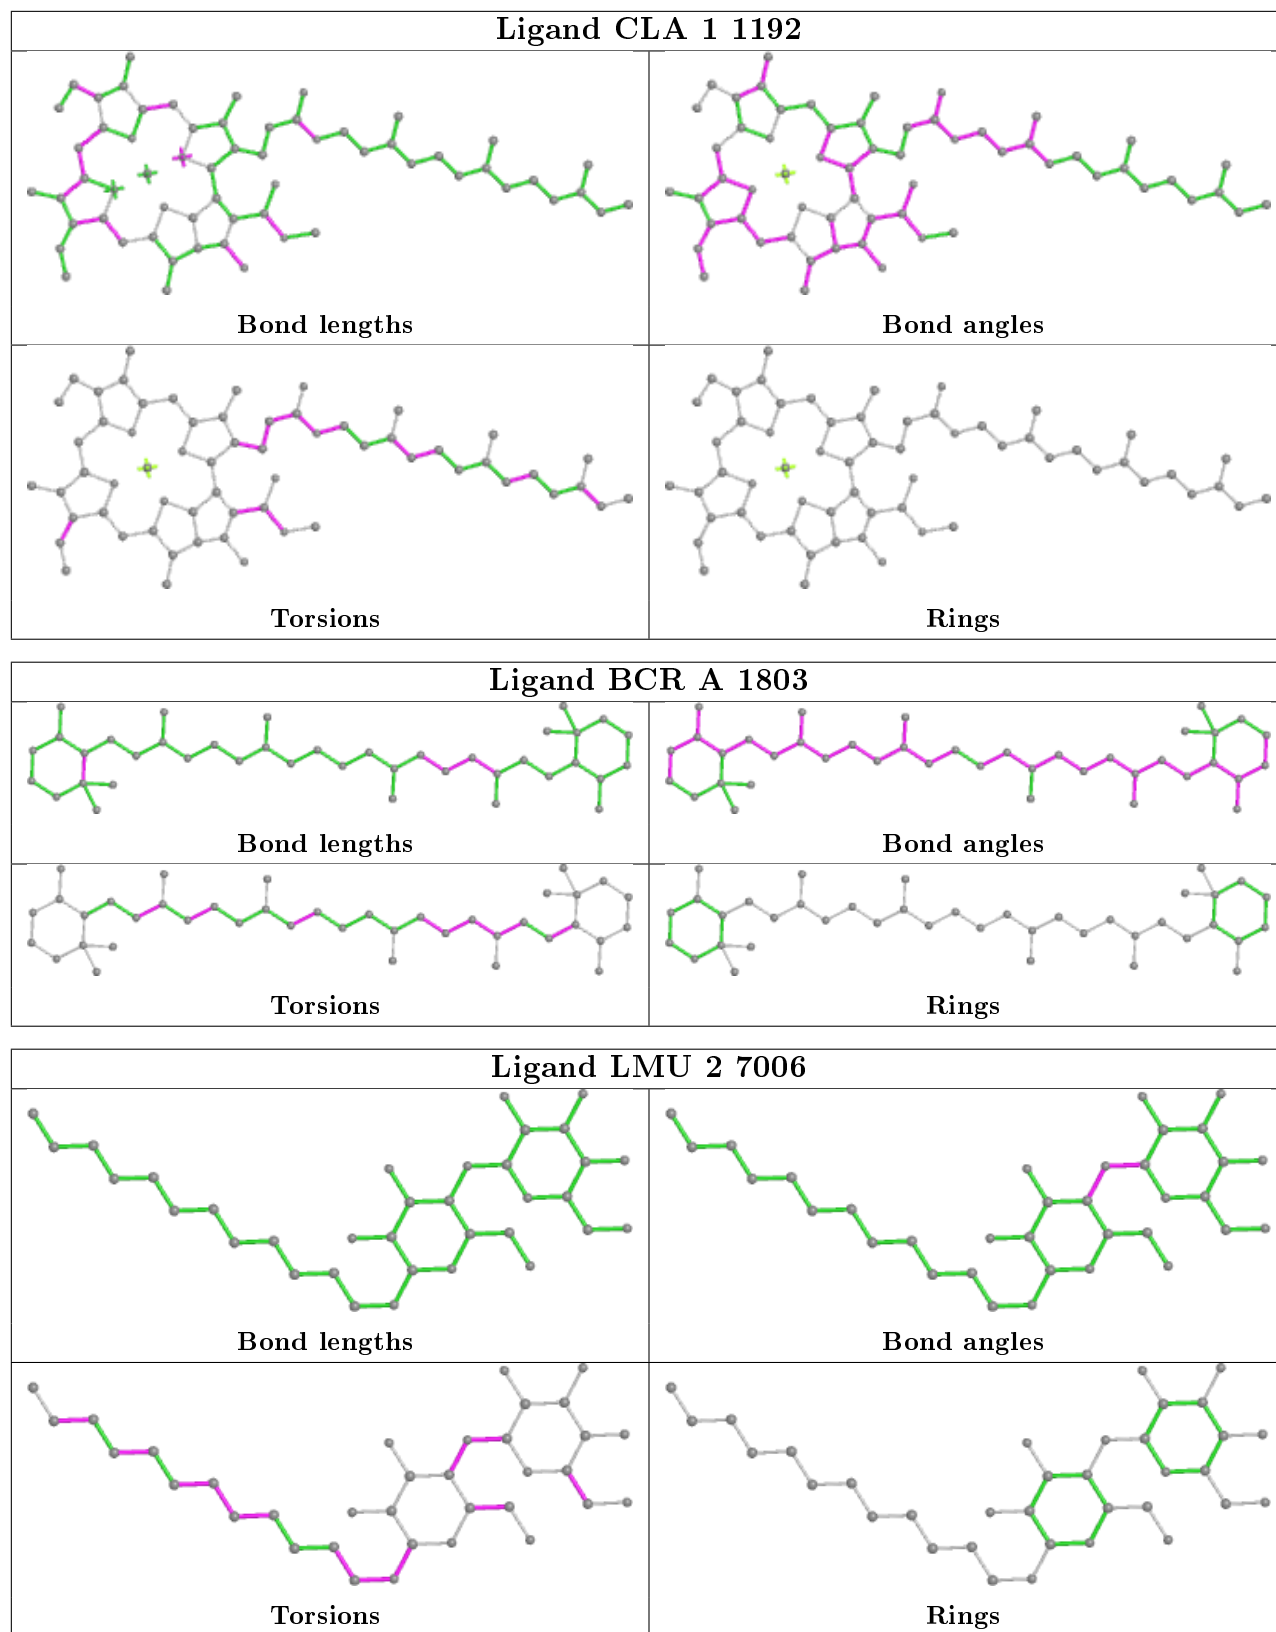 Ligand CLA 1 1192
Bond lengths
Bond angles
Torsions
Rings
Ligand BCR A 1803
Bond lengths
Bond angles
Torsions
Rings
Ligand LMU 2 7006
Bond lengths
Bond angles
Torsions
Rings